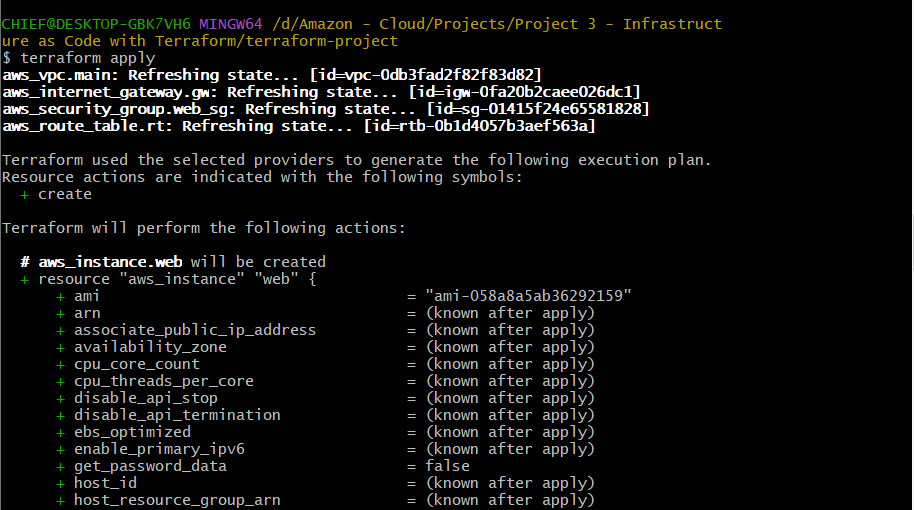 CHIEF@DESKTOP-GBK7VH6 MINGW64 /d/Amazon - Cloud/Projects/Project 3 - Infrastruct
ure as Code with Terraform/terraform-project
$ terraform apply
aws_vpc.main: Refreshing state... [id=vpc-0db3fad2f82f83d82]
aws_internet_gateway.gw: Refreshing state... [id=igw-0fa20b2caee026dc1]
aws_security_group.web_sg: Refreshing state... [id=sg-01415f24e65581828]
aws_route_table.rt: Refreshing state... [id=rtb-0b1d4057b3aef563a]

Terraform used the selected providers to generate the following execution plan.
Resource actions are indicated with the following symbols:
  + create

Terraform will perform the following actions:

  # aws_instance.web will be created
  + resource "aws_instance" "web" {
      + ami                                  = "ami-058a8a5ab36292159"
      + arn                                  = (known after apply)
      + associate_public_ip_address          = (known after apply)
      + availability_zone                    = (known after apply)
      + cpu_core_count                       = (known after apply)
      + cpu_threads_per_core                 = (known after apply)
      + disable_api_stop                     = (known after apply)
      + disable_api_termination              = (known after apply)
      + ebs_optimized                        = (known after apply)
      + enable_primary_ipv6                  = (known after apply)
      + get_password_data                    = false
      + host_id                              = (known after apply)
      + host_resource_group_arn              = (known after apply)